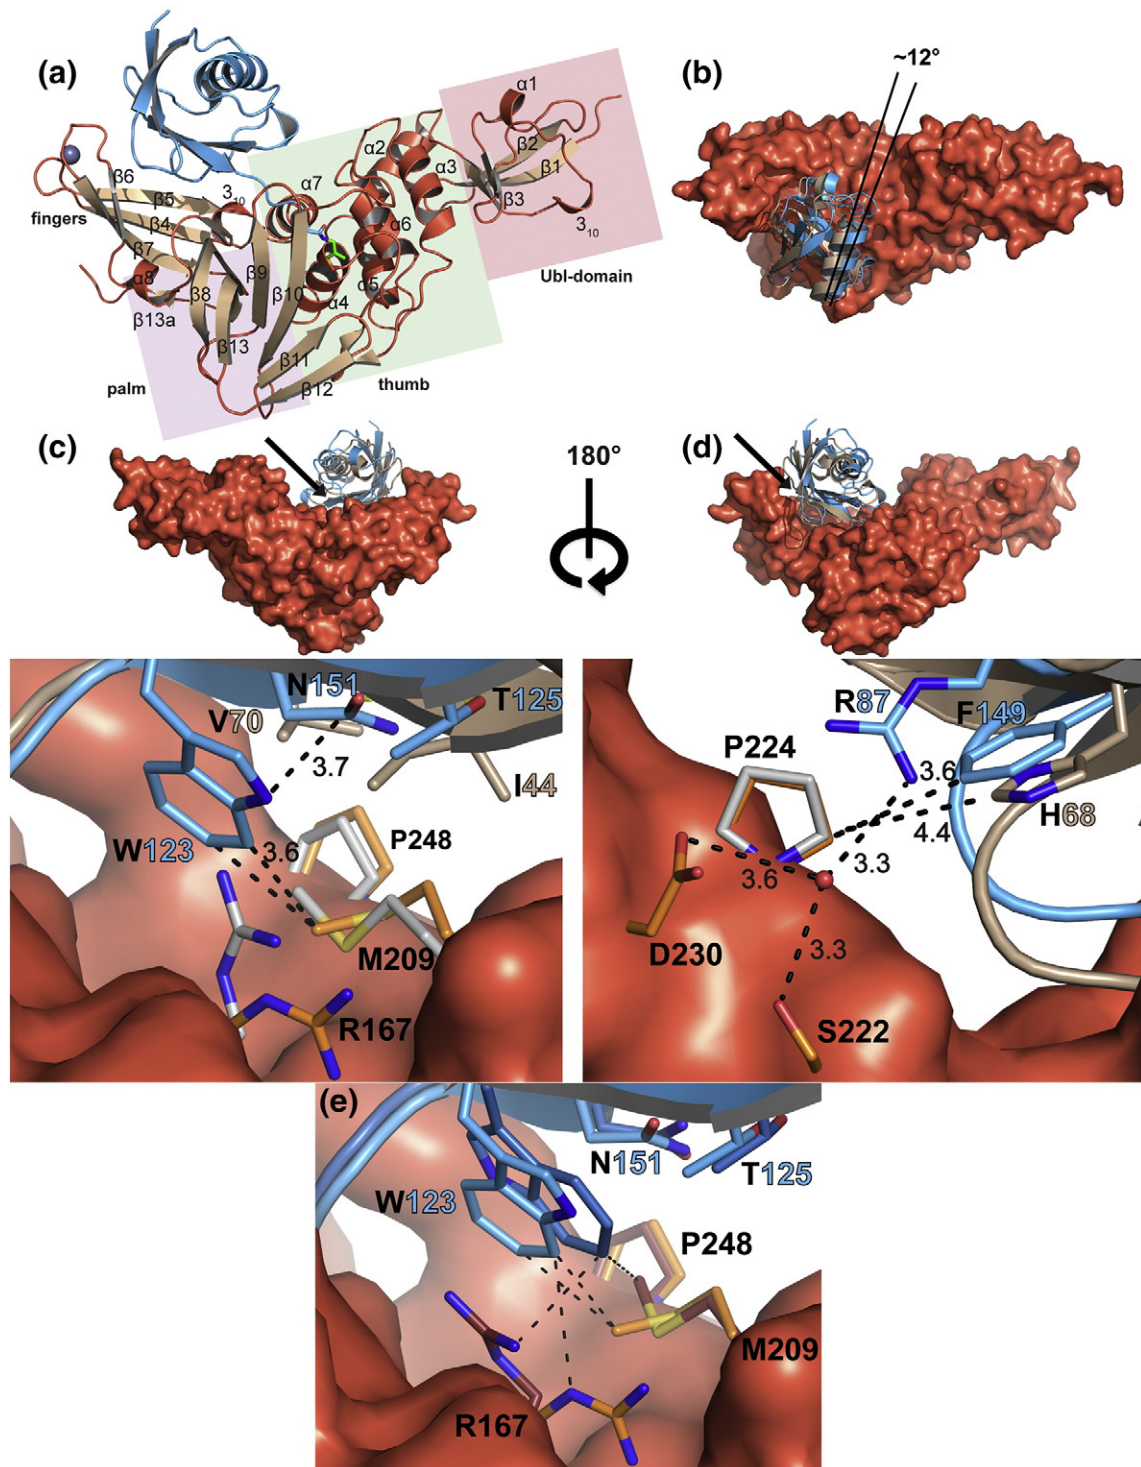 (a)
α1
β2
β1
α2
α3
β3
3₁₀
Ubl-domain
β6
β5
3₁₀
α7
fingers
β4
α6
β7
β9
α8
β8
β10
α4
α5
β13a
β13
β11
palm
β12
thumb
(b)
~12°
(c)
180°
(d)
N151
V70
T125
3.7
I44
W123
3.6
P248
M209
R167
R87
F149
P224
3.6
4.4
H68
3.3
3.6
D230
3.3
S222
(e)
N151
T125
W123
P248
M209
R167